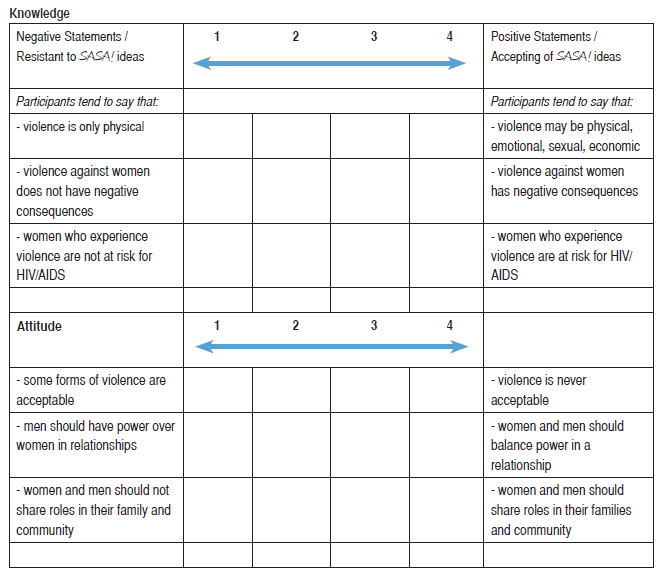 Knowledge
Negative Statements /
Resistant to SASA! ideas
1 2 3 4
Positive Statements /
Accepting of SASA! ideas
Participants tend to say that:
Participants tend to say that:
- violence is only physical
- violence may be physical,
emotional, sexual, economic
- violence against women
does not have negative
consequences
- violence against women
has negative consequences
- women who experience
violence are not at risk for
HIV/AIDS
- women who experience
violence are at risk for HIV/
AIDS
Attitude
1 2 3 4
- some forms of violence are
acceptable
- violence is never
acceptable
- men should have power over
women in relationships
- women and men should
balance power in a
relationship
- women and men should not
share roles in their family and
community
- women and men should
share roles in their families
and community